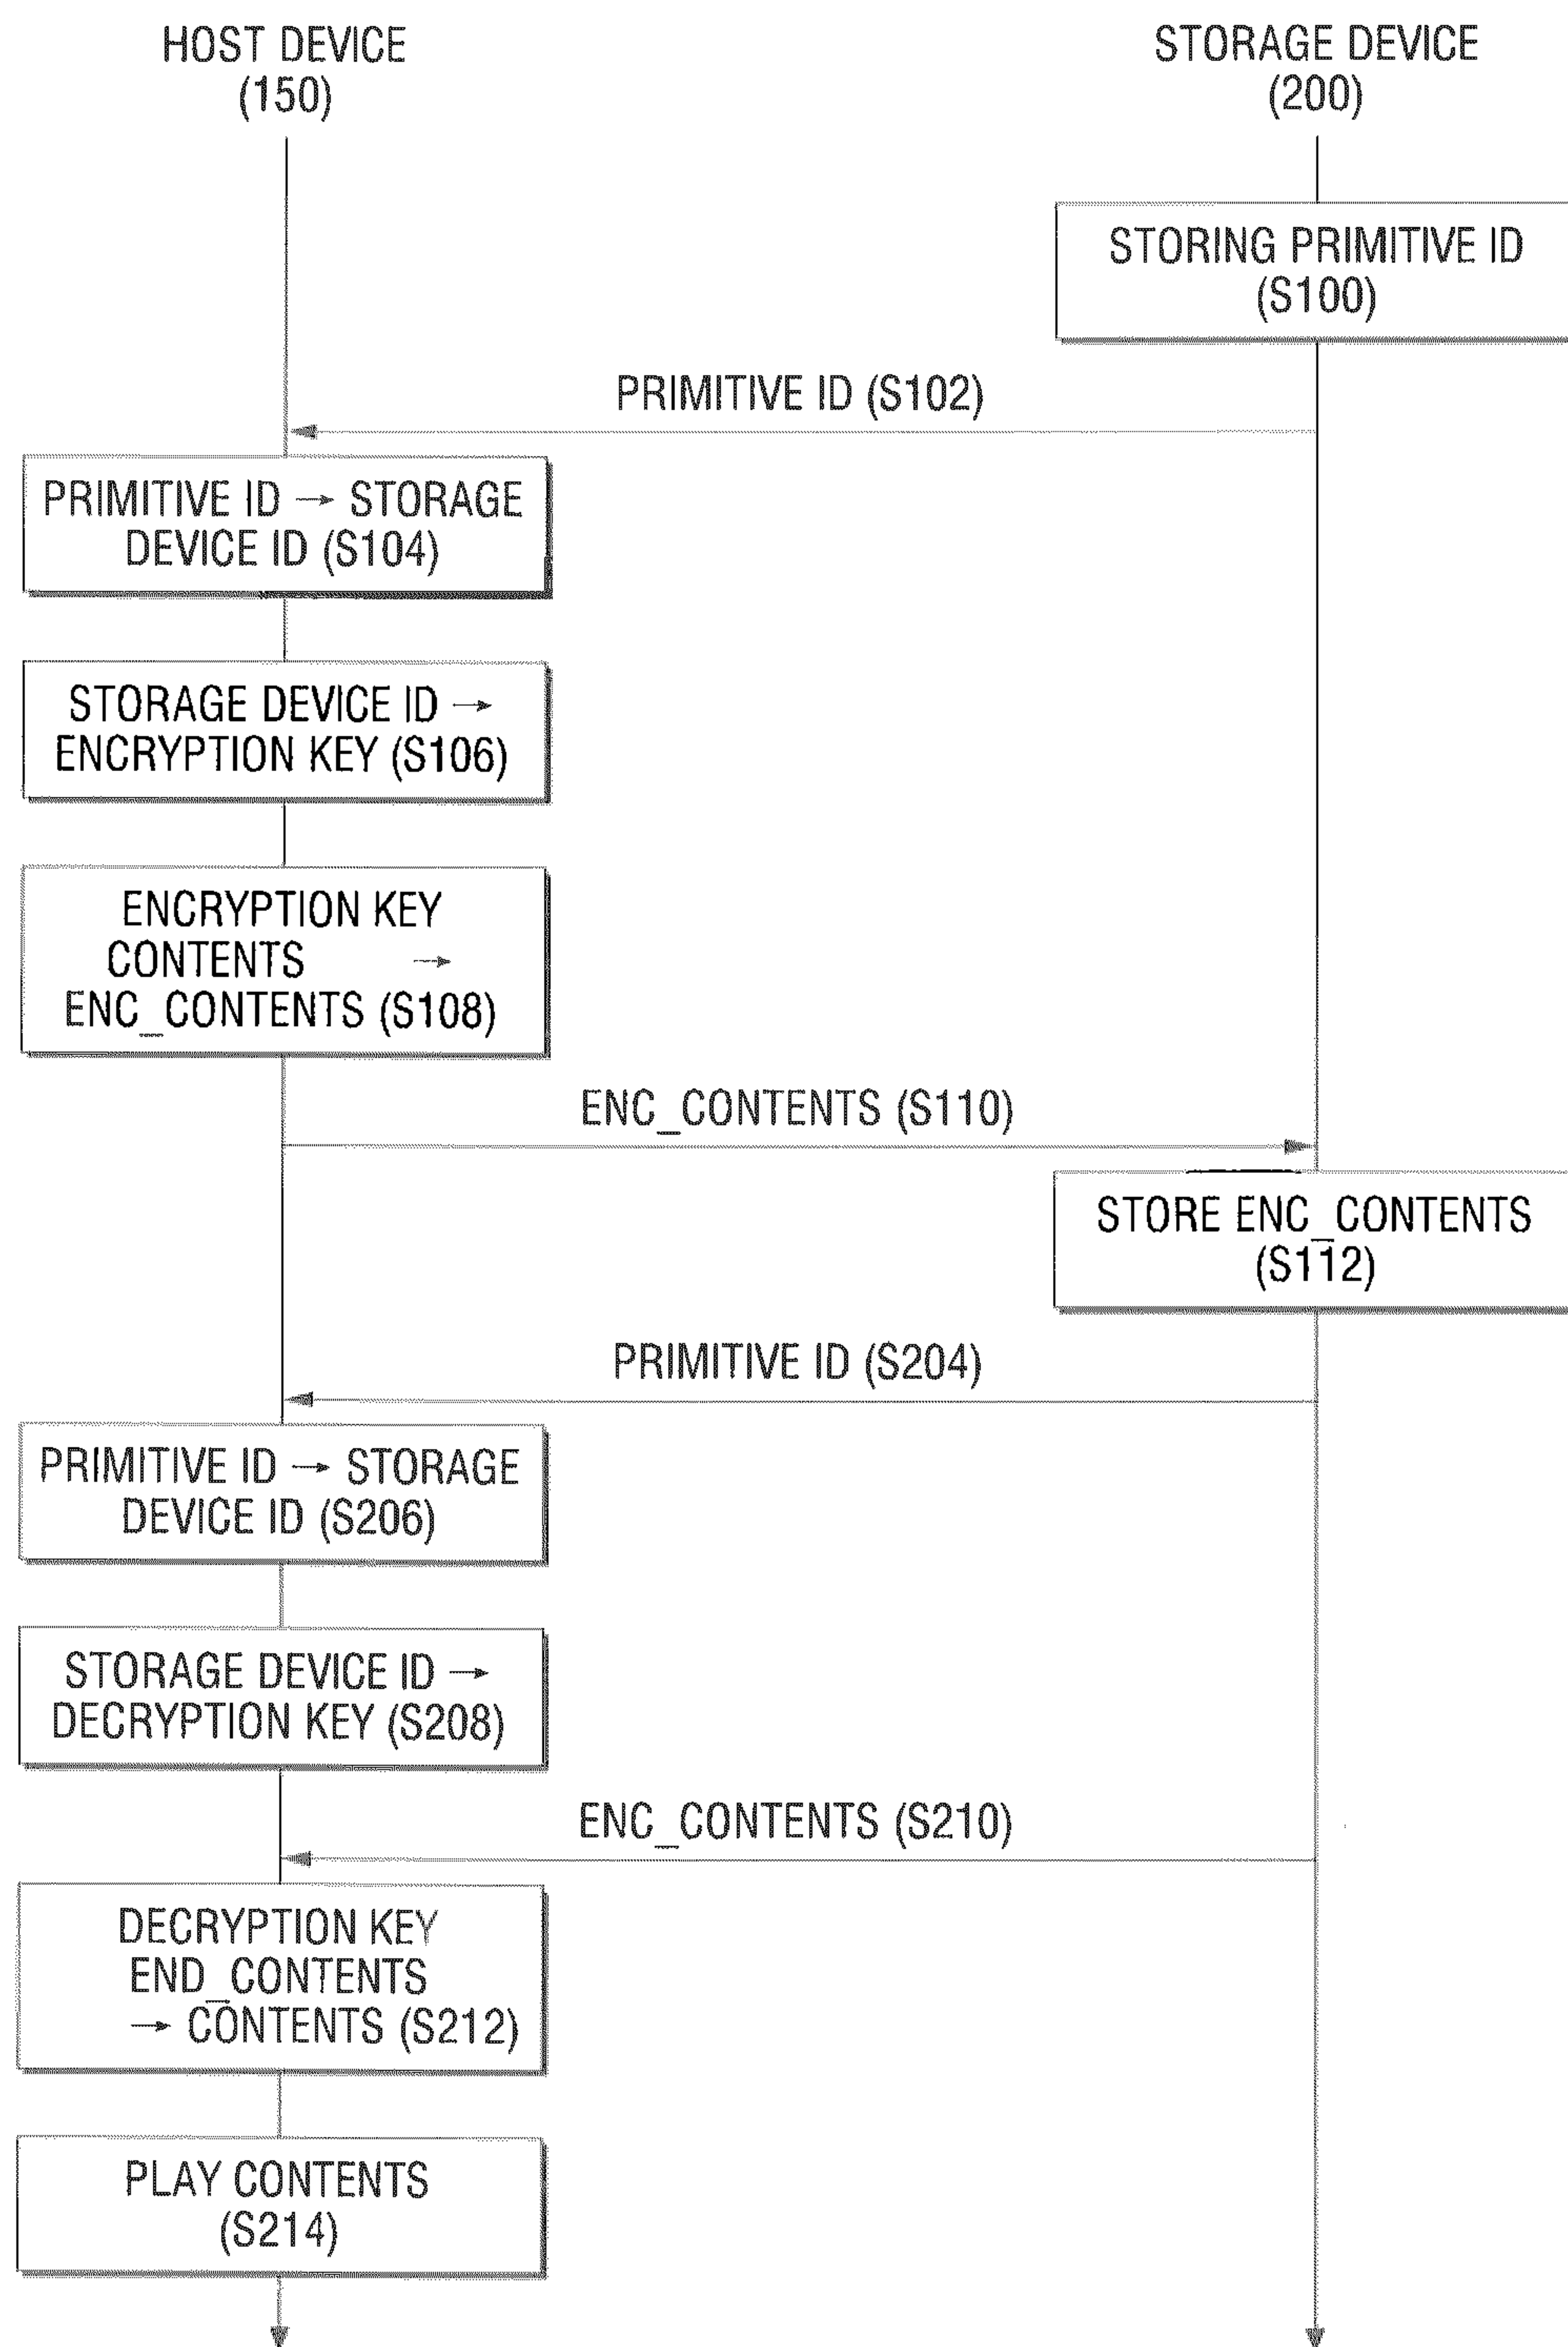 HOST DEVICE
(150)
STORAGE DEVICE
(200)
STORING PRIMITIVE ID
(S100)
PRIMITIVE ID (S102)
PRIMITIVE ID → STORAGE
DEVICE ID (S104)
STORAGE DEVICE ID →
ENCRYPTION KEY (S106)
ENCRYPTION KEY
CONTENTS →
ENC_CONTENTS (S108)
ENC_CONTENTS (S110)
STORE ENC_CONTENTS
(S112)
PRIMITIVE ID (S204)
PRIMITIVE ID → STORAGE
DEVICE ID (S206)
STORAGE DEVICE ID →
DECRYPTION KEY (S208)
ENC_CONTENTS (S210)
DECRYPTION KEY
END_CONTENTS
→ CONTENTS (S212)
PLAY CONTENTS
(S214)